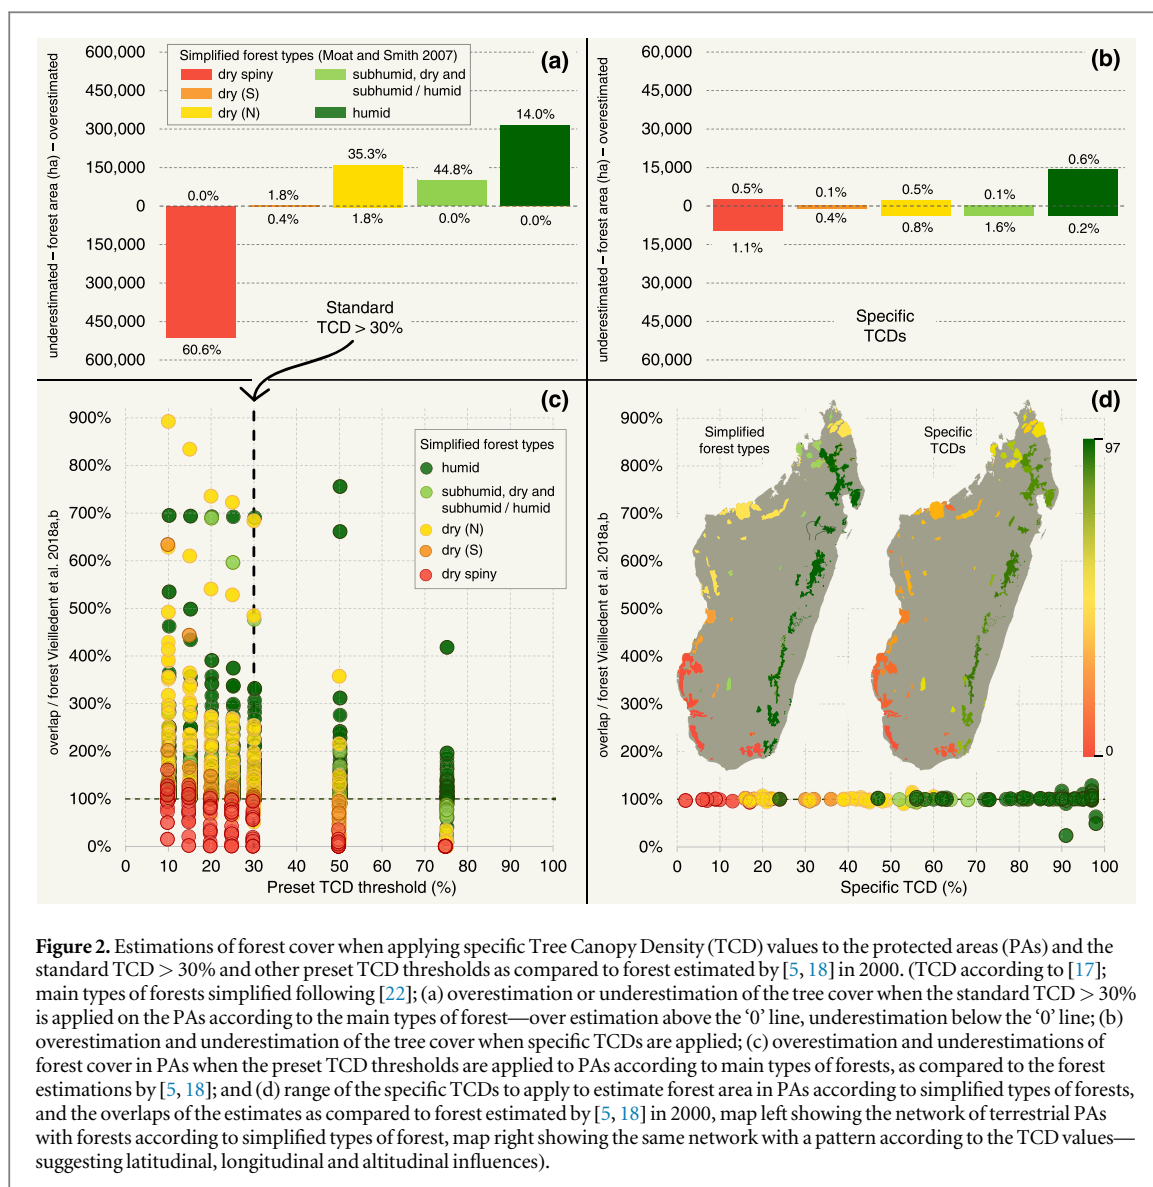 (a)
600,000
450,000
300,000
150,000
0
150,000
300,000
450,000
600,000
underestimated – forest area (ha) – overestimated
Simplified forest types (Moat and Smith 2007)
dry spiny
dry (S)
dry (N)
subhumid, dry and
subhumid / humid
humid
0.0%
1.8%
35.3%
44.8%
14.0%
60.6%
0.4%
1.8%
0.0%
0.0%
Standard
TCD > 30%
(b)
60,000
45,000
30,000
15,000
0
15,000
30,000
45,000
60,000
underestimated – forest area (ha) – overestimated
0.5%
0.1%
0.5%
0.1%
0.6%
1.1%
0.4%
0.8%
1.6%
0.2%
Specific
TCDs
(c)
900%
800%
700%
600%
500%
400%
300%
200%
100%
0%
overlap / forest Vieilledent et al. 2018a,b
Simplified forest types
humid
subhumid, dry and
subhumid / humid
dry (N)
dry (S)
dry spiny
0 10 20 30 40 50 60 70 80 90 100
Preset TCD threshold (%)
(d)
900%
800%
700%
600%
500%
400%
300%
200%
100%
0%
overlap / forest Vieilledent et al. 2018a,b
Simplified
forest types
Specific
TCDs
97
0
0 10 20 30 40 50 60 70 80 90 100
Specific TCD (%)
Figure 2. Estimations of forest cover when applying specific Tree Canopy Density (TCD) values to the protected areas (PAs) and the
standard TCD > 30% and other preset TCD thresholds as compared to forest estimated by [5, 18] in 2000. (TCD according to [17];
main types of forests simplified following [22]; (a) overestimation or underestimation of the tree cover when the standard TCD > 30%
is applied on the PAs according to the main types of forest—over estimation above the ‘0’ line, underestimation below the ‘0’ line; (b)
overestimation and underestimation of the tree cover when specific TCDs are applied; (c) overestimation and underestimations of
forest cover in PAs when the preset TCD thresholds are applied to PAs according to main types of forests, as compared to the forest
estimations by [5, 18]; and (d) range of the specific TCDs to apply to estimate forest area in PAs according to simplified types of forests,
and the overlaps of the estimates as compared to forest estimated by [5, 18] in 2000, map left showing the network of terrestrial PAs
with forests according to simplified types of forest, map right showing the same network with a pattern according to the TCD values—
suggesting latitudinal, longitudinal and altitudinal influences).